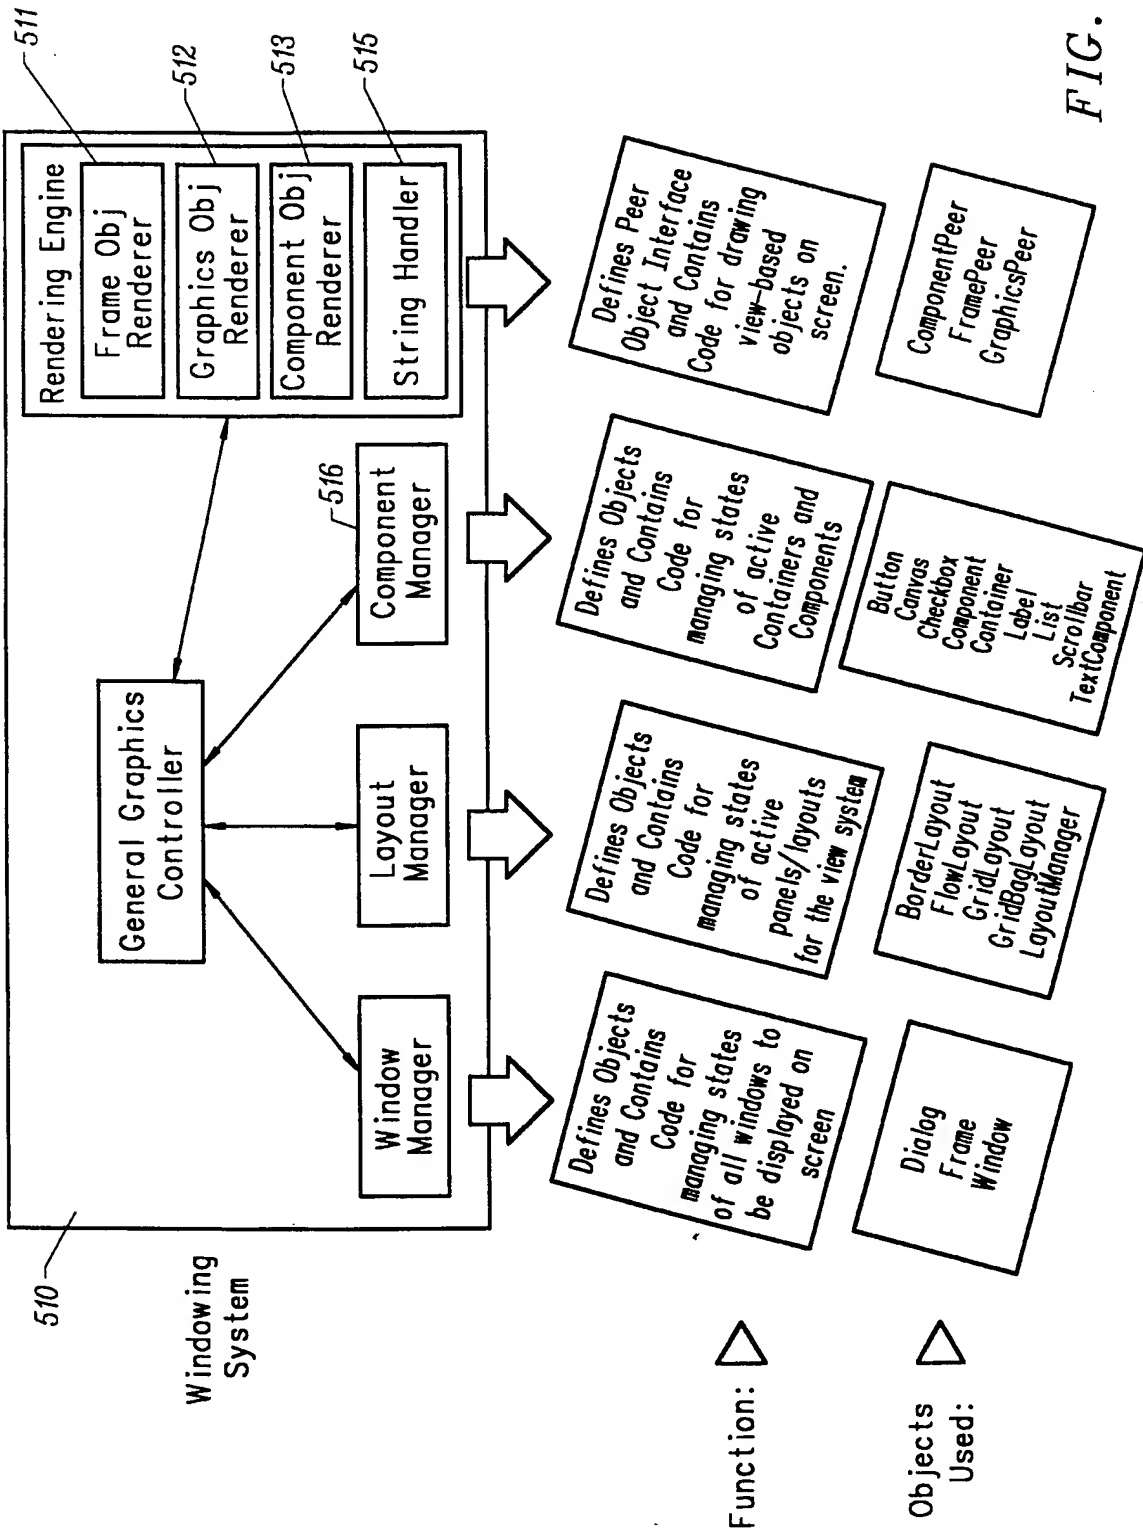 510
Windowing
System
General Graphics
Controller
Window
Manager
Layout
Manager
Component
Manager
516
Rendering Engine
Frame Obj
Renderer
Graphics Obj
Renderer
Component Obj
Renderer
String Handler
511
512
513
515
Function:
Defines Objects
and Contains
Code for
managing states
of all windows to
be displayed on
screen
Defines Objects
and Contains
Code for
managing states
of active
panels/layouts
for the view system
Defines Objects
and Contains
Code for
managing states
of active
Containers and
Components
Defines Peer
Object Interface
and Contains
Code for drawing
view-based
objects on
screen.
Objects
Used:
Dialog
Frame
Window
BorderLayout
FlowLayout
GridLayout
GridBagLayout
LayoutManager
Button
Canvas
Checkbox
Component
Container
Label
List
Scrollbar
TextComponent
ComponentPeer
FramePeer
GraphicsPeer
FIG.